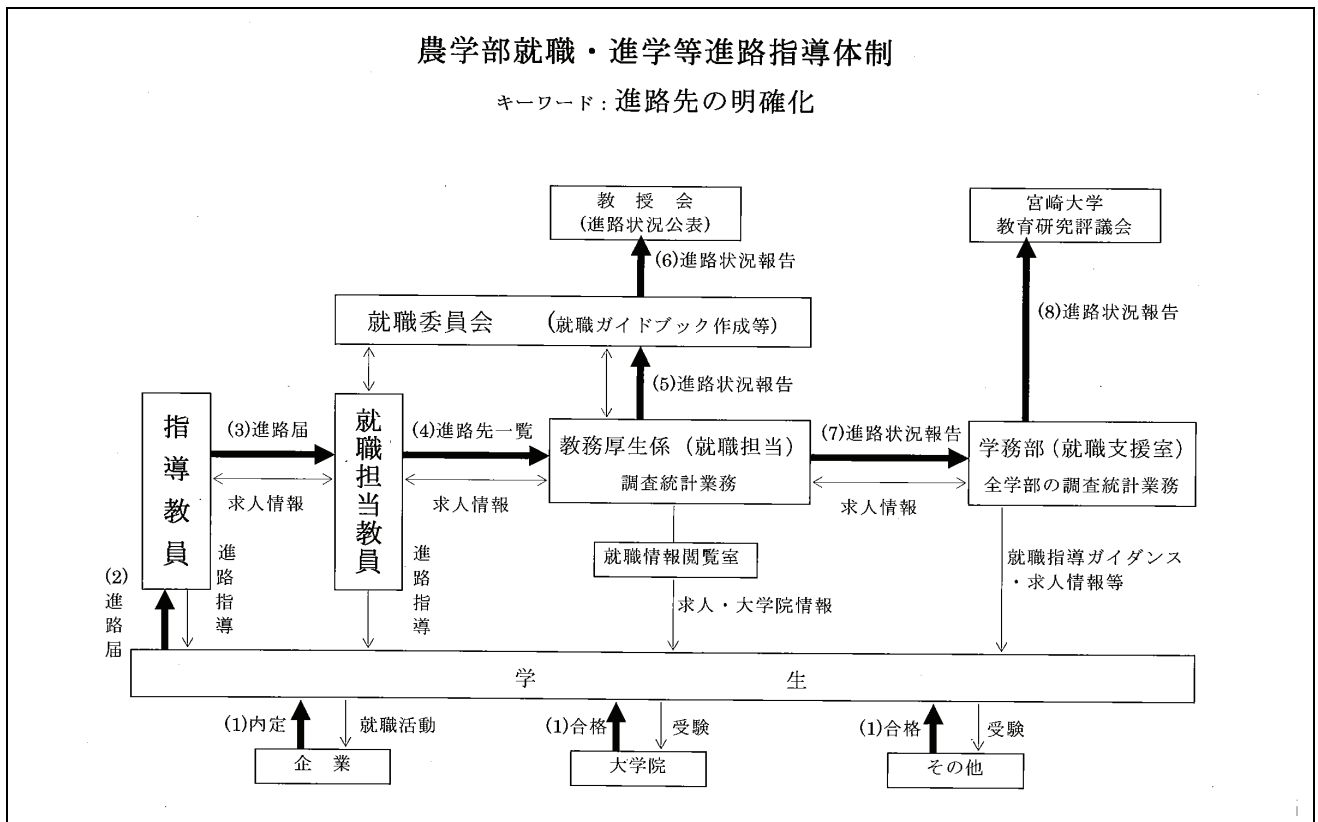 農学部就職・進学等進路指導体制
キーワード：進路先の明確化
教 授 会
(進路状況公表)
宮崎大学
教育研究評議会
(6)進路状況報告
就職委員会 (就職ガイドブック作成等)
(8)進路状況報告
(5)進路状況報告
指導教員
(3)進路届
求人情報
就職担当教員
(4)進路先一覧
求人情報
教務厚生係 (就職担当)
調査統計業務
(7)進路状況報告
求人情報
学務部 (就職支援室)
全学部の調査統計業務
(2)進路届
進路指導
進路指導
就職情報閲覧室
求人・大学院情報
就職指導ガイダンス
・求人情報等
学 生
(1)内定
就職活動
(1)合格
受験
(1)合格
受験
企 業
大学院
その他